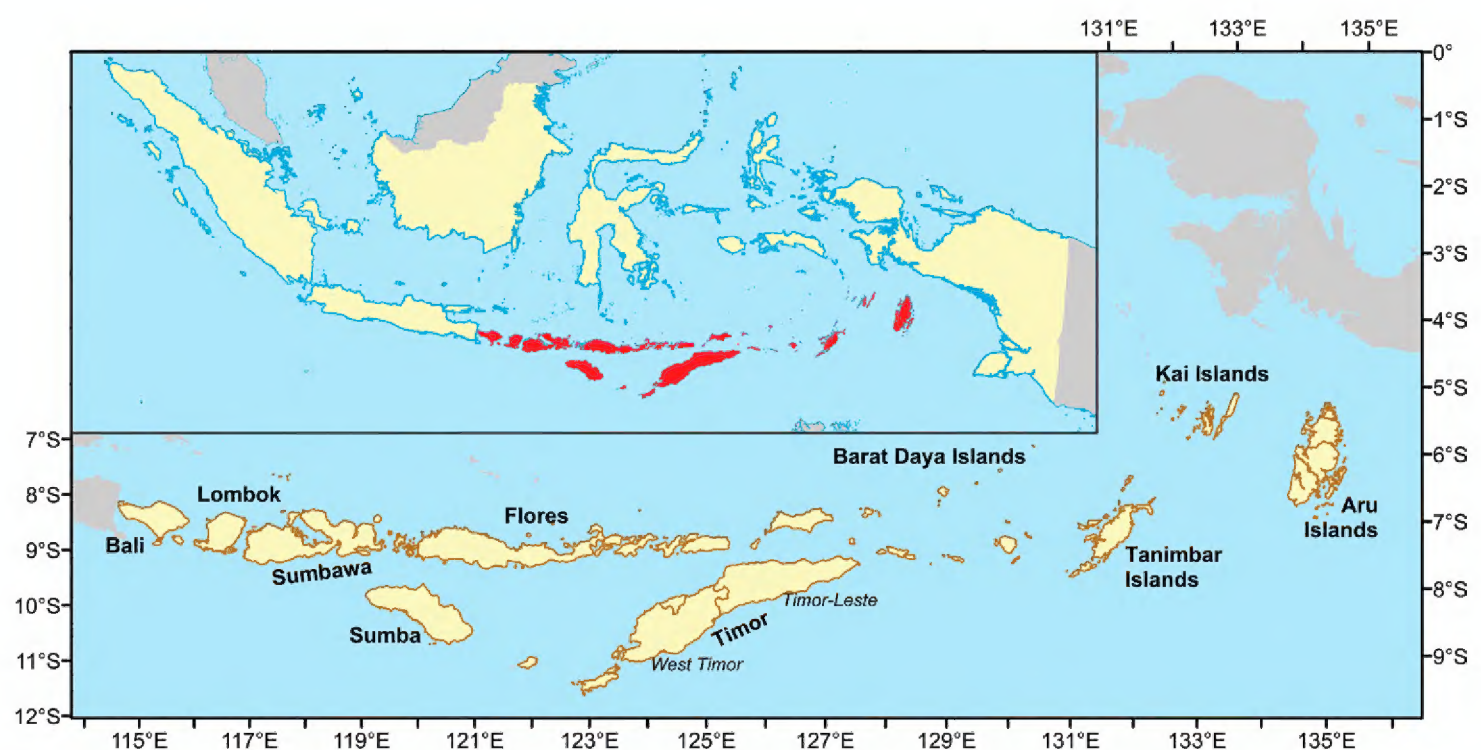 131°E 133°E 135°E
0°
1°S
2°S
3°S
4°S
5°S
6°S
7°S
8°S
9°S
7°S
8°S
9°S
10°S
11°S
12°S
Kai Islands
Barat Daya Islands
Lombok
Flores
Aru
Islands
Bali
Sumbawa
Tanimbar
Islands
Timor-Leste
Sumba
Timor
West Timor
115°E 117°E 119°E 121°E 123°E 125°E 127°E 129°E 131°E 133°E 135°E